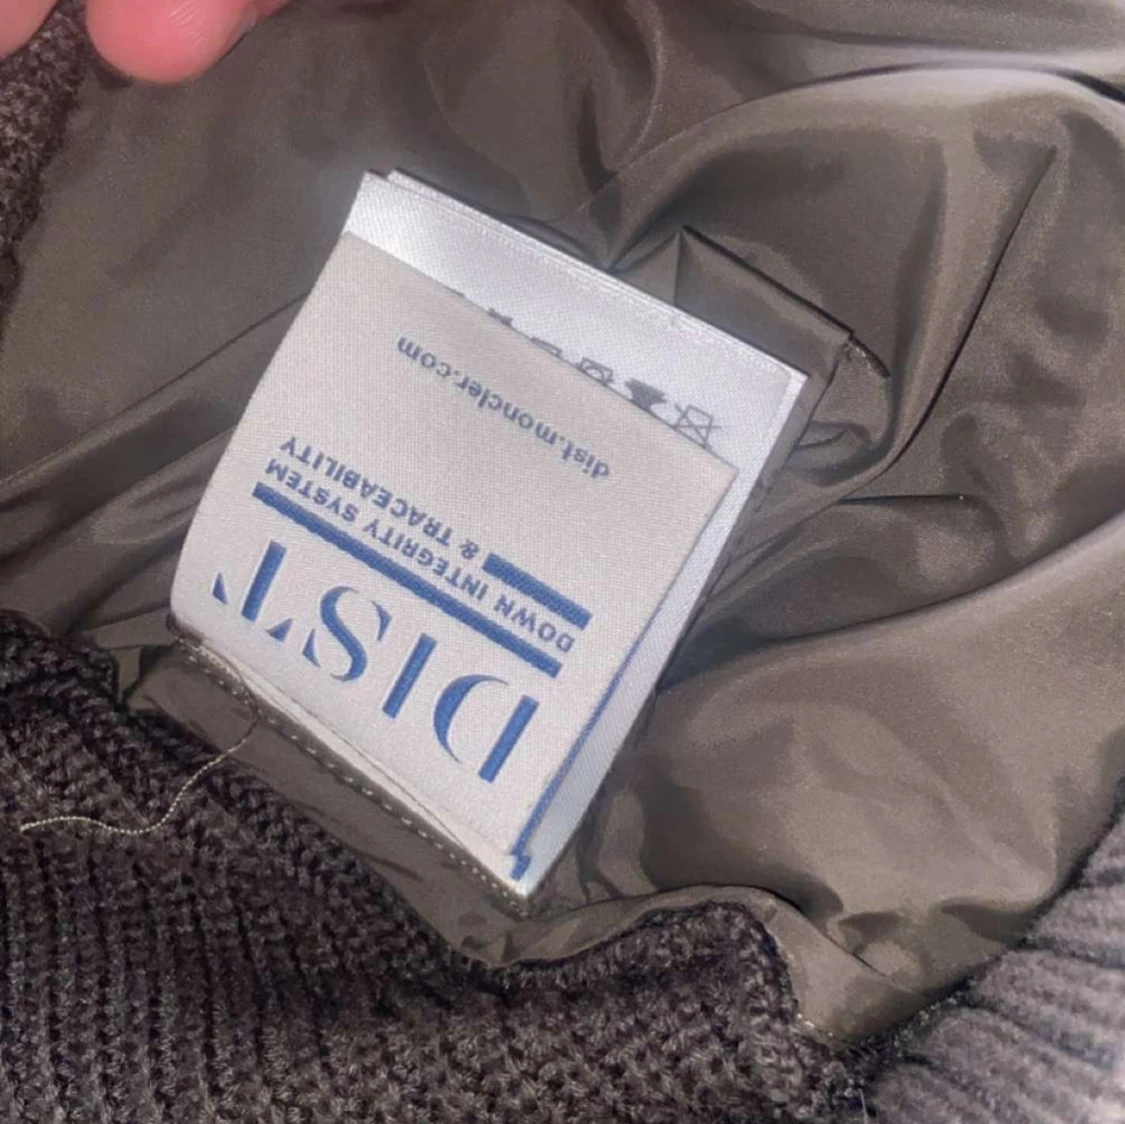 DIST
DOWN INTEGRITY SYSTEM
& TRACEABILITY
dist.moncler.com